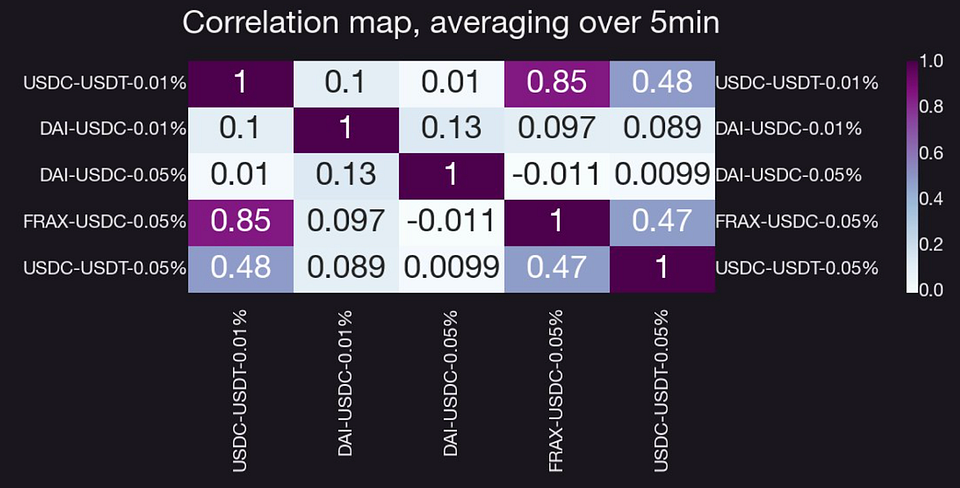 Correlation map, averaging over 5min
USDC-USDT-0.01% 1 0.1 0.01 0.85 0.48 USDC-USDT-0.01%
DAI-USDC-0.01% 0.1 1 0.13 0.097 0.089 DAI-USDC-0.01%
DAI-USDC-0.05% 0.01 0.13 1 -0.011 0.0099 DAI-USDC-0.05%
FRAX-USDC-0.05% 0.85 0.097 -0.011 1 0.47 FRAX-USDC-0.05%
USDC-USDT-0.05% 0.48 0.089 0.0099 0.47 1 USDC-USDT-0.05%
USDC-USDT-0.01%
DAI-USDC-0.01%
DAI-USDC-0.05%
FRAX-USDC-0.05%
USDC-USDT-0.05%
1.0
0.8
0.6
0.4
0.2
0.0